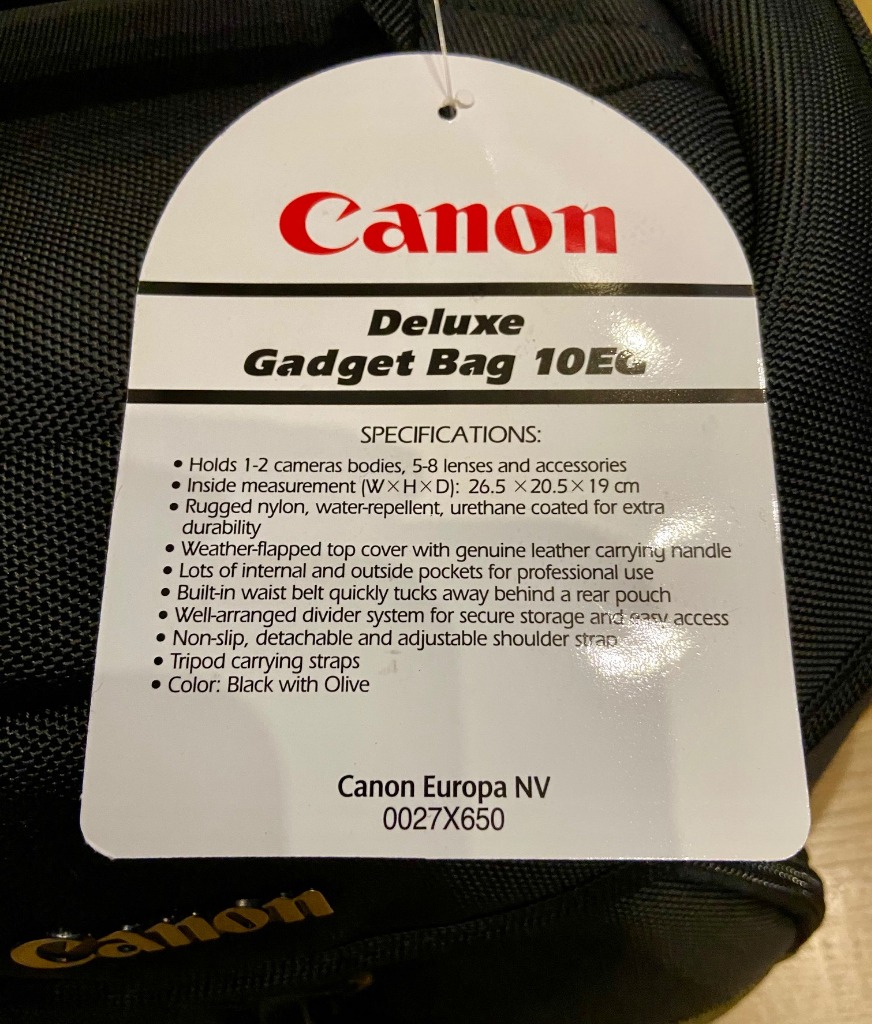 Canon
Deluxe
Gadget Bag 10EG
SPECIFICATIONS:
• Holds 1-2 cameras bodies, 5-8 lenses and accessories
• Inside measurement (W×H×D): 26.5 ×20.5× 19 cm
• Rugged nylon, water-repellent, urethane coated for extra
durability
• Weather-flapped top cover with genuine leather carrying handle
• Lots of internal and outside pockets for professional use
• Built-in waist belt quickly tucks away behind a rear pouch
• Well-arranged divider system for secure storage and easy access
• Non-slip, detachable and adjustable shoulder strap
• Tripod carrying straps
• Color: Black with Olive
Canon Europa NV
0027X650
Canon